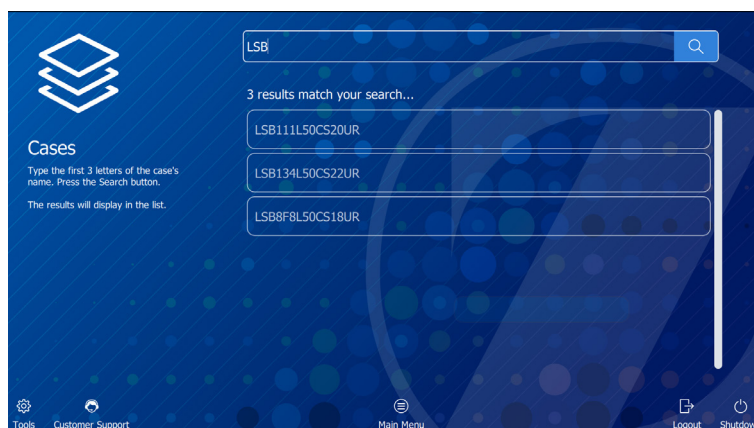 LSB
3 results match your search...
LSB111L50CS20UR
LSB134L50CS22UR
LSB8F8L50CS18UR
Cases
Type the first 3 letters of the case's
name. Press the Search button.
The results will display in the list.
Tools
Customer Support
Main Menu
Logout
Shutdow